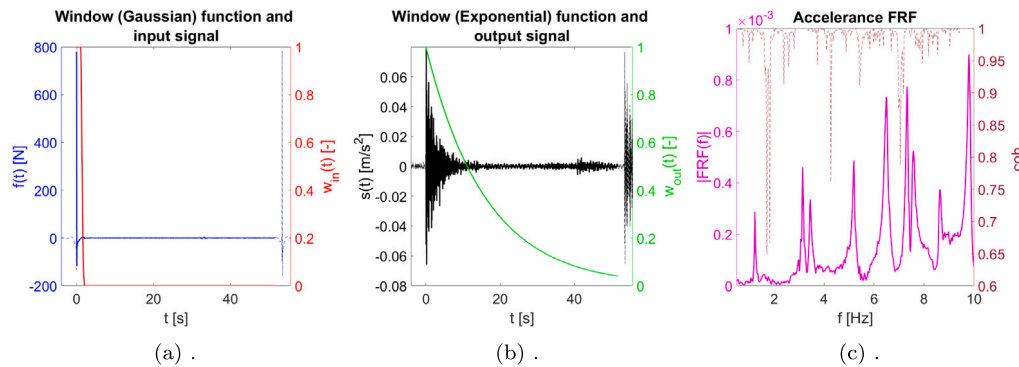 Window (Gaussian) function and
input signal
800
600
400
200
0
-200
f(t) [N]
1
0.8
0.6
0.4
0.2
0
w_in(t) [-]
0 20 40
t [s]
(a) .
Window (Exponential) function and
output signal
0.06
0.04
0.02
0
-0.02
-0.04
-0.06
-0.08
s(t) [m/s²]
1
0.8
0.6
0.4
0.2
0
w_out(t) [-]
0 20 40
t [s]
(b) .
Accelerance FRF
×10⁻³
1
0.8
0.6
0.4
0.2
0
|FRF(f)|
1
0.95
0.9
0.85
0.8
0.75
0.7
0.65
0.6
coh
2 4 6 8 10
f [Hz]
(c) .